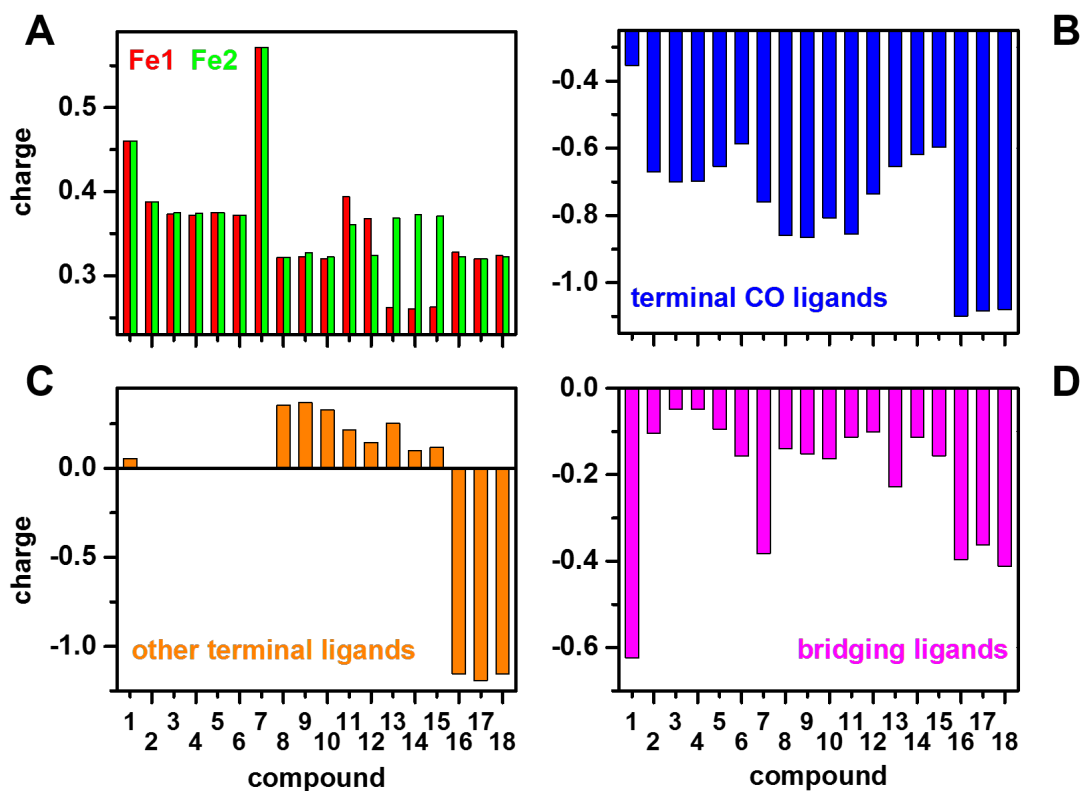 A
B
Fe1 Fe2
charge
0.5
0.4
0.3
-0.4
-0.6
-0.8
-1.0
terminal CO ligands
C
D
charge
0.0
-0.5
-1.0
other terminal ligands
0.0
-0.2
-0.4
-0.6
bridging ligands
1 3 5 7 9 11 13 15 17
2 4 6 8 10 12 14 16 18
compound
1 3 5 7 9 11 13 15 17
2 4 6 8 10 12 14 16 18
compound